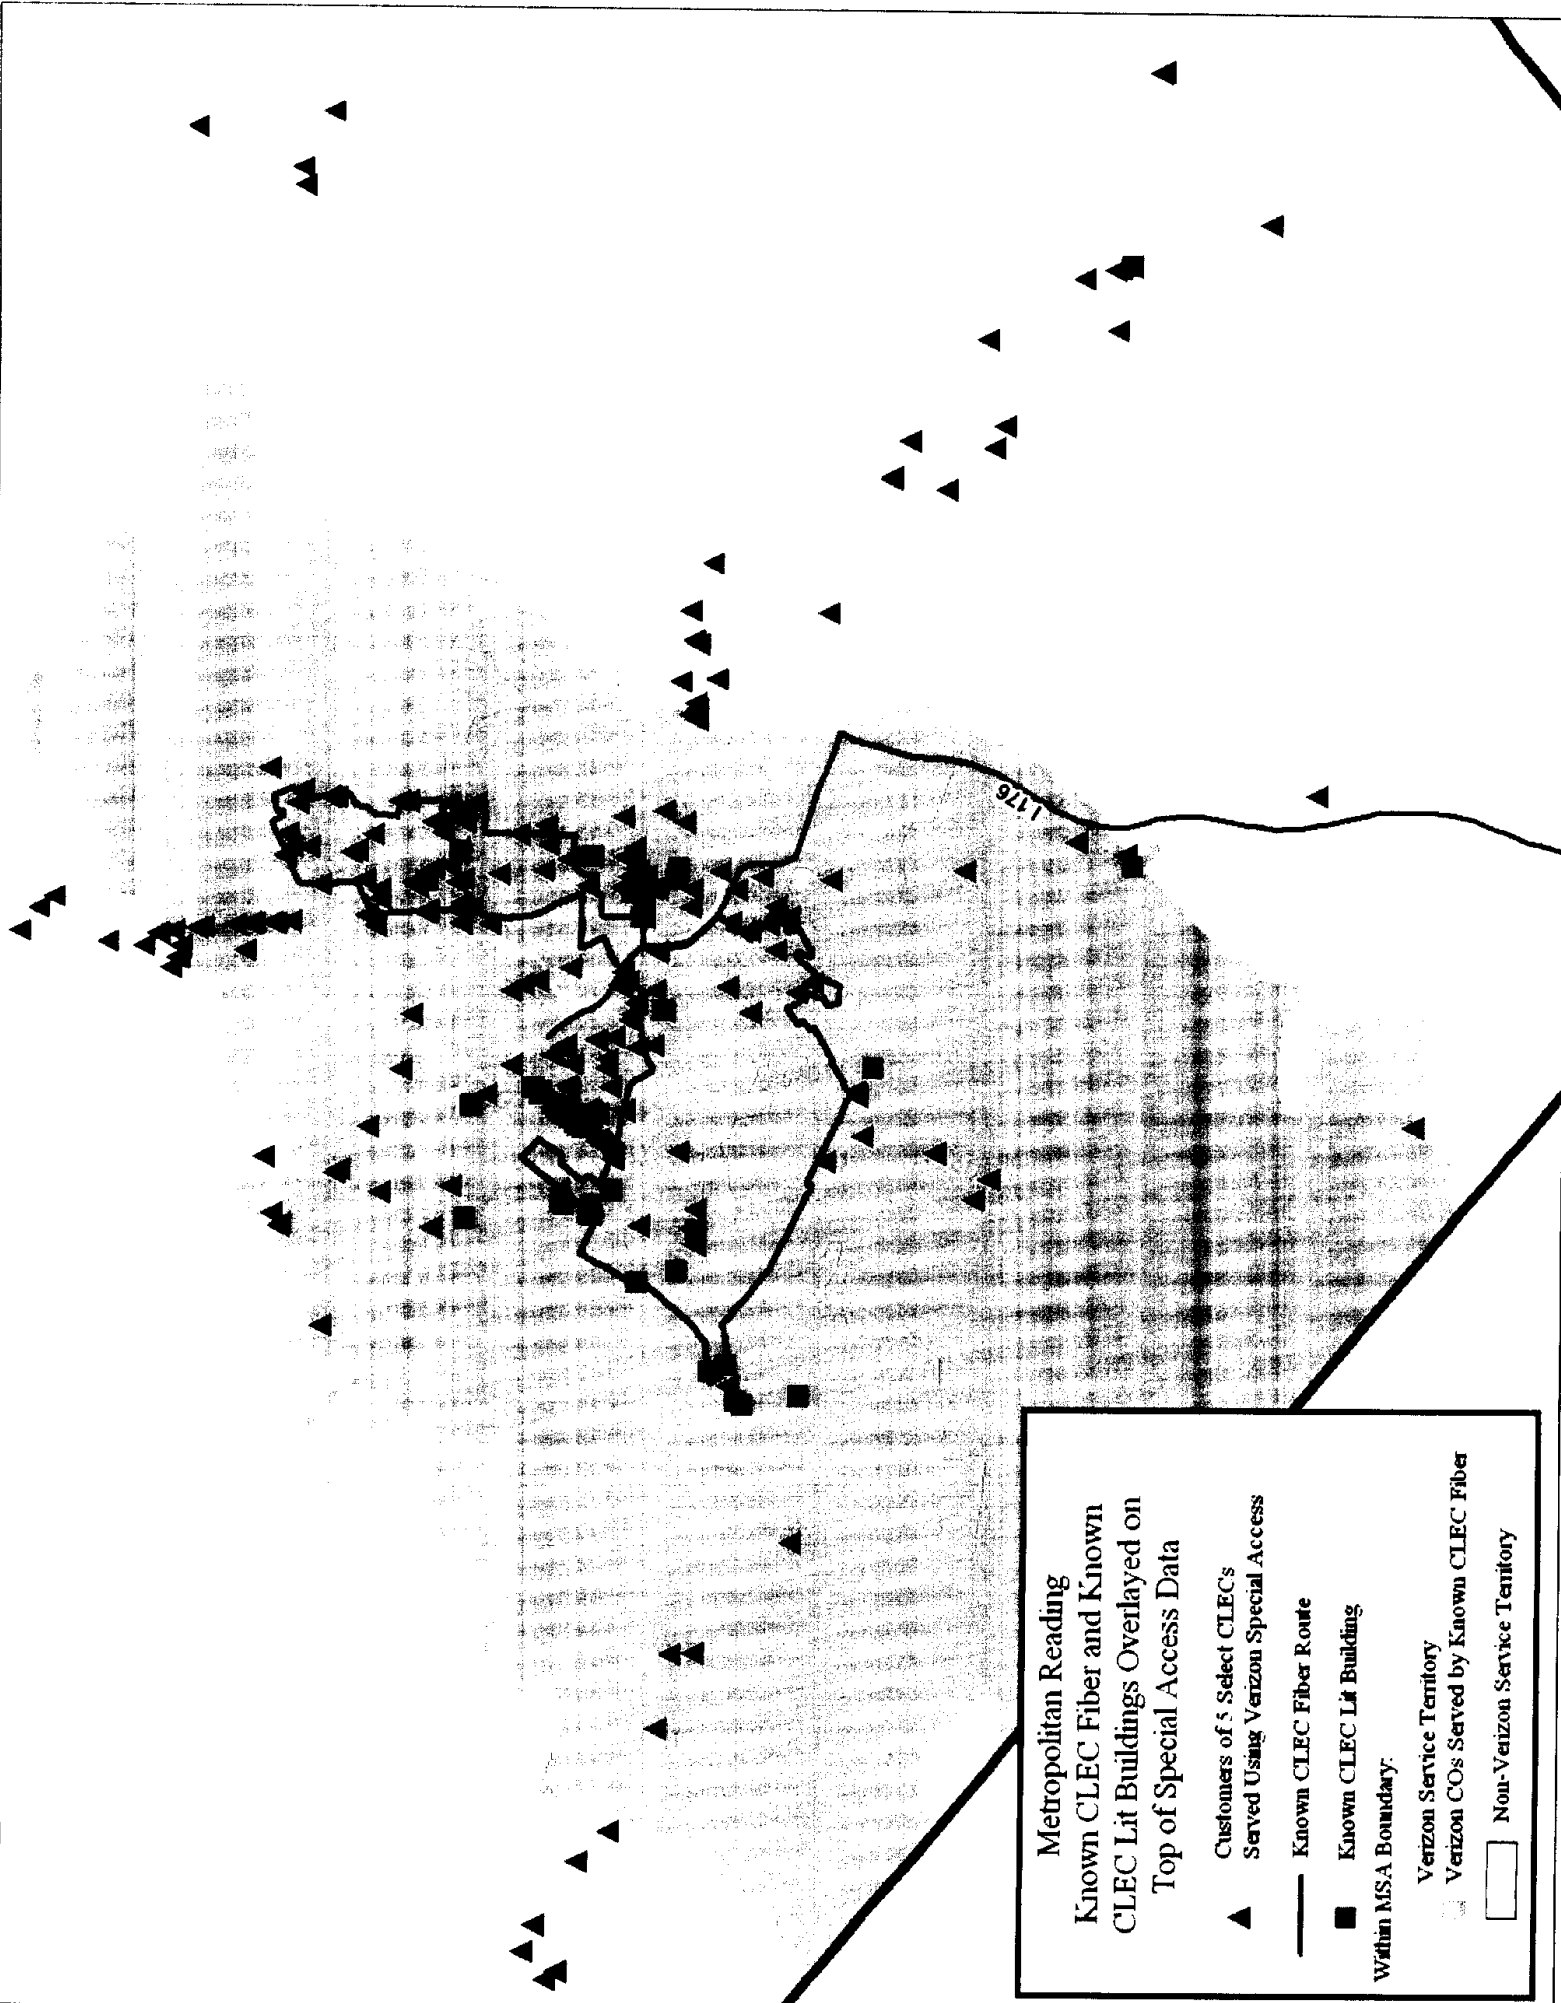 I 176
Metropolitan Reading
Known CLEC Fiber and Known
CLEC Lit Buildings Overlayed on
Top of Special Access Data
Customers of 5 Select CLECs
Served Using Verizon Special Access
Known CLEC Fiber Route
Known CLEC Lit Building
Within MSA Boundary:
Verizon Service Territory
Verizon COs Served by Known CLEC Fiber
Non-Verizon Service Territory